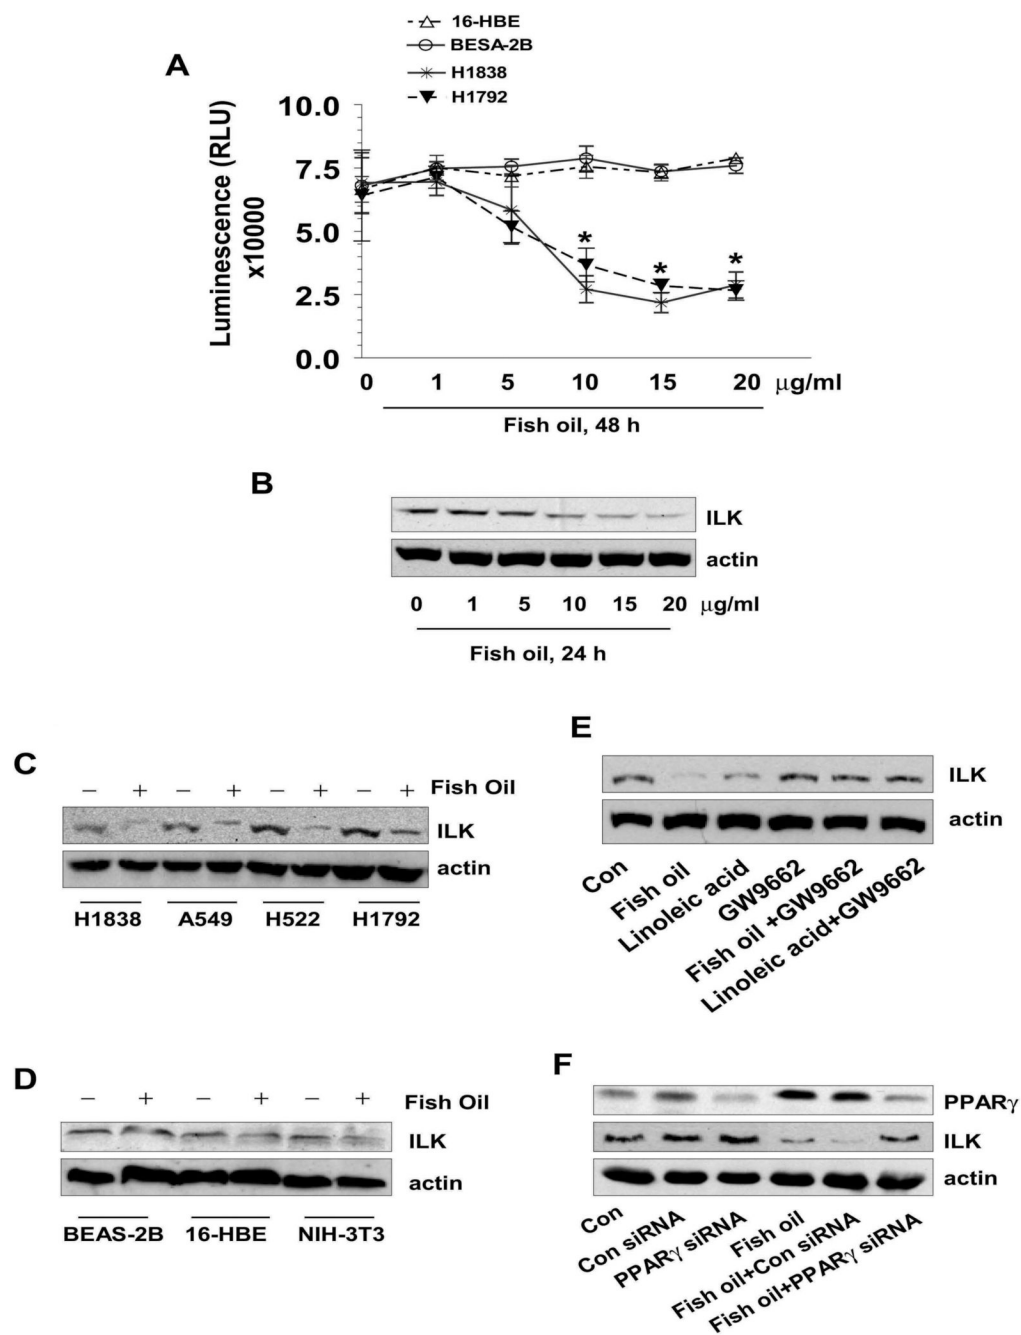 16-HBE
BESA-2B
H1838
H1792
A
Luminescence (RLU)
x10000
10.0
7.5
5.0
2.5
0.0
* * *
0 1 5 10 15 20 µg/ml
Fish oil, 48 h
B
ILK
actin
0 1 5 10 15 20 µg/ml
Fish oil, 24 h
C
– + – + – + – + Fish Oil
ILK
actin
H1838 A549 H522 H1792
D
– + – + – + Fish Oil
ILK
actin
BEAS-2B 16-HBE NIH-3T3
E
ILK
actin
Con
Fish oil
Linoleic acid
GW9662
Fish oil +GW9662
Linoleic acid+GW9662
F
PPARγ
ILK
actin
Con
Con siRNA
PPARγ siRNA
Fish oil
Fish oil+Con siRNA
Fish oil+PPARγ siRNA